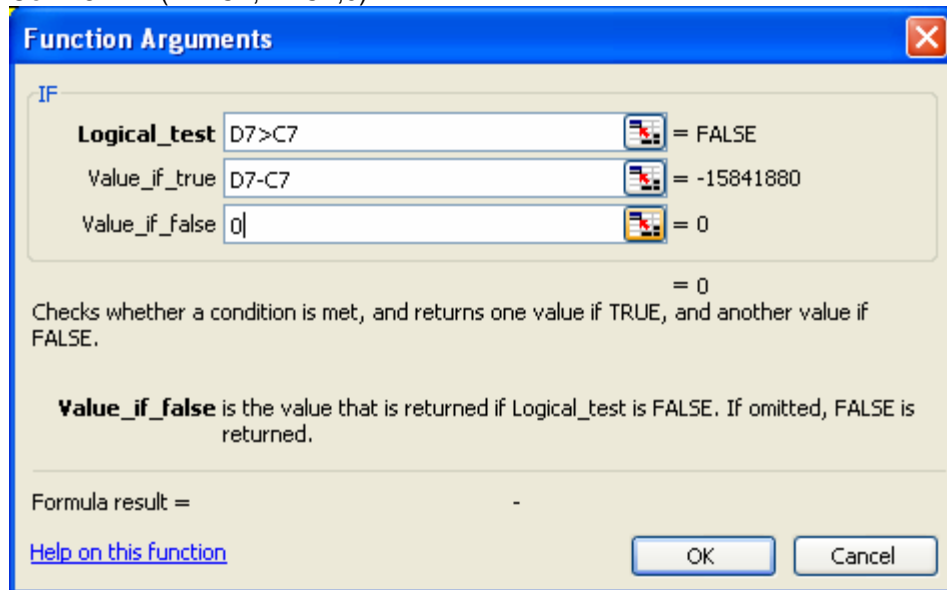 Function Arguments
IF
Logical_test D7>C7 = FALSE
Value_if_true D7-C7 = -15841880
Value_if_false 0 = 0
= 0
Checks whether a condition is met, and returns one value if TRUE, and another value if
FALSE.
Value_if_false is the value that is returned if Logical_test is FALSE. If omitted, FALSE is
returned.
Formula result = -
Help on this function OK Cancel